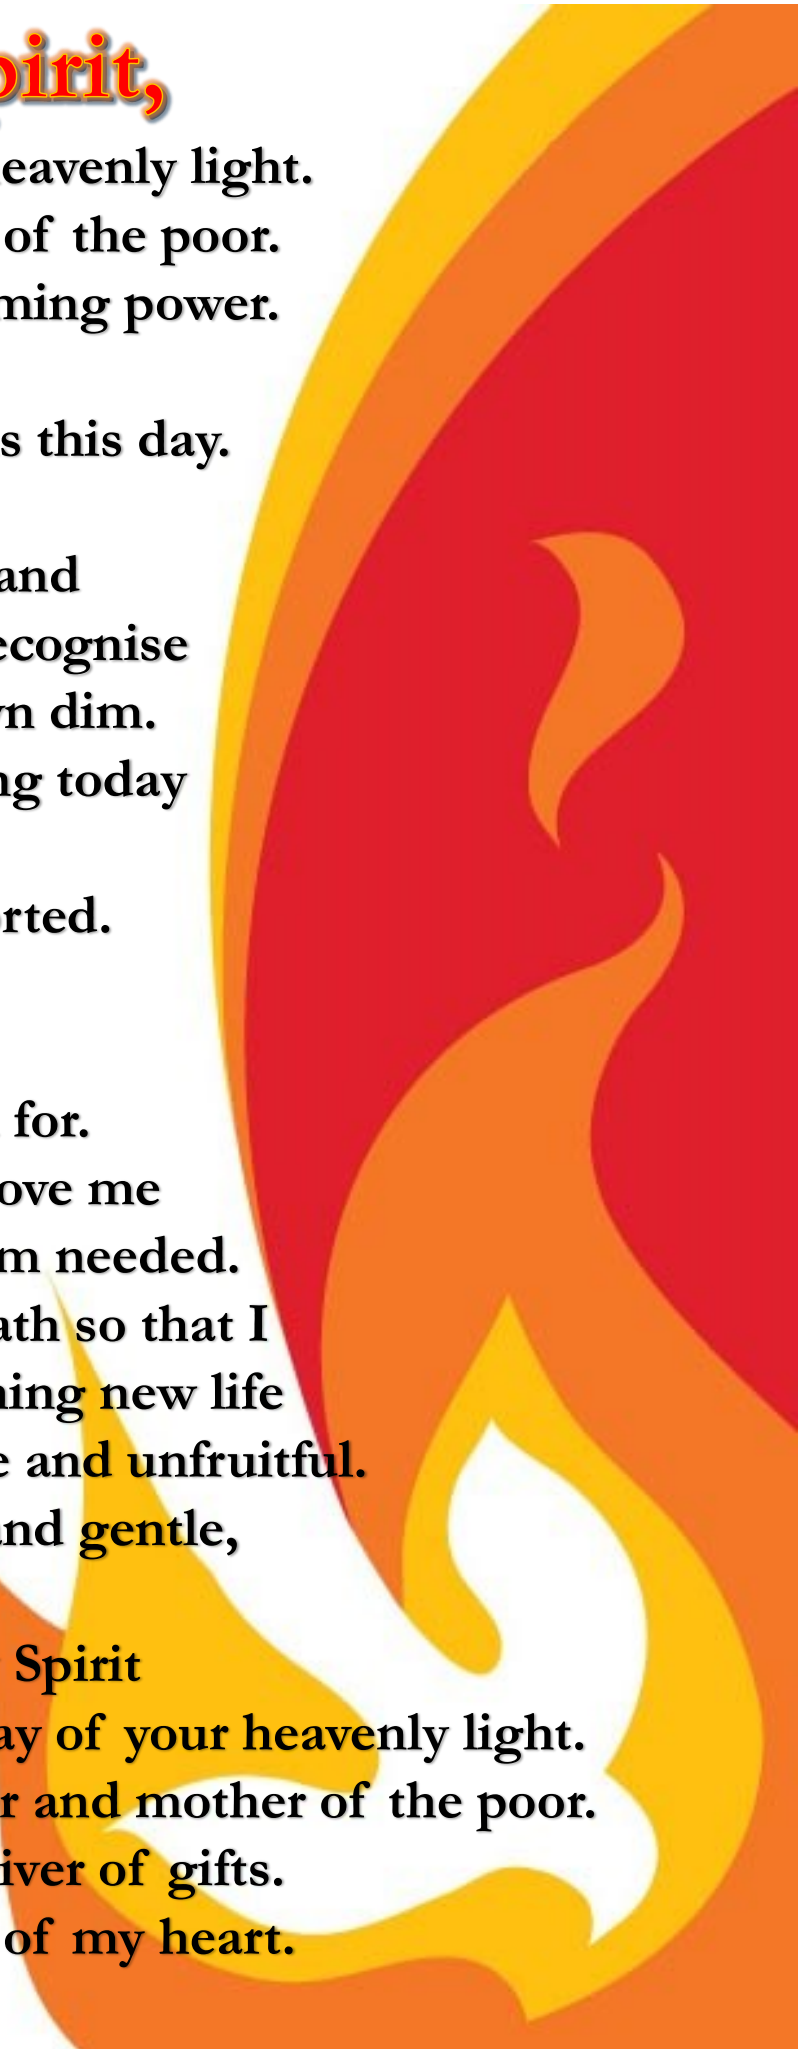 pirit,
eavenly light.
of the poor.
ming power.
s this day.
and
ecognise
n dim.
ng today
rted.
for.
ove me
m needed.
ath so that I
ning new life
e and unfruitful.
and gentle,
Spirit
ay of your heavenly light.
r and mother of the poor.
iver of gifts.
of my heart.